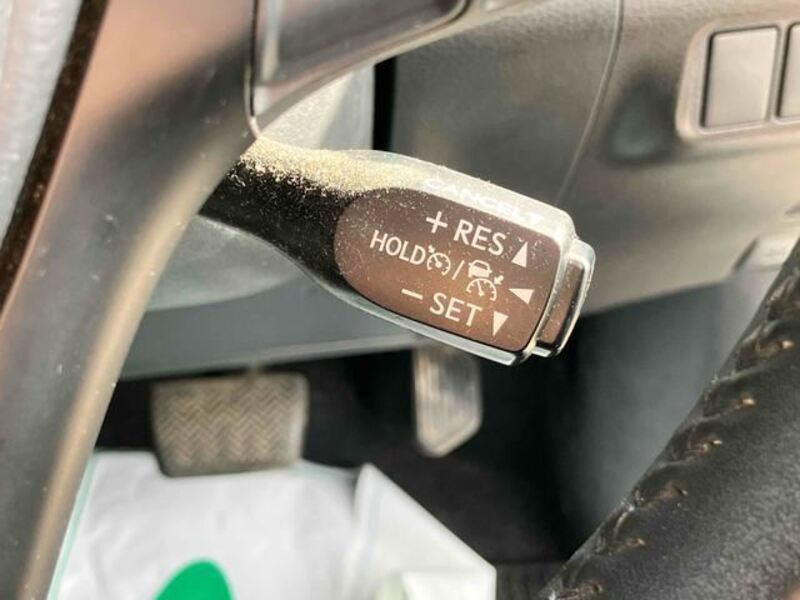 CANCEL
+ RES
HOLD /
− SET